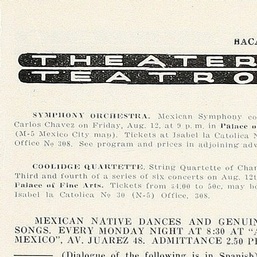 BACA
THEATER
TEATRO
SYMPHONY ORCHESTRA. Mexican Symphony co
Carlos Chavez on Friday, Aug. 12, at 9 p. m. in Palace o
(M-5 Mexico City map). Tickets at Isabel la Catolica N
Office No 308. See program and prices in adjoining adv
COOLIDGE QUARTETTE. String Quartette of Cham
Third and fourth of a series of six concerts on Aug. 12t
Palace of Fine Arts. Tickets from $4.00 to 50c, may be
Isabel la Catolica No 30 (N-5) Office, 308.
MEXICAN NATIVE DANCES AND GENUIN
SONGS. EVERY MONDAY NIGHT AT 8:30 AT "A
MEXICO", AV. JUAREZ 48. ADMITTANCE 2.50 PE
(Dialogue of the following is in Spanish)